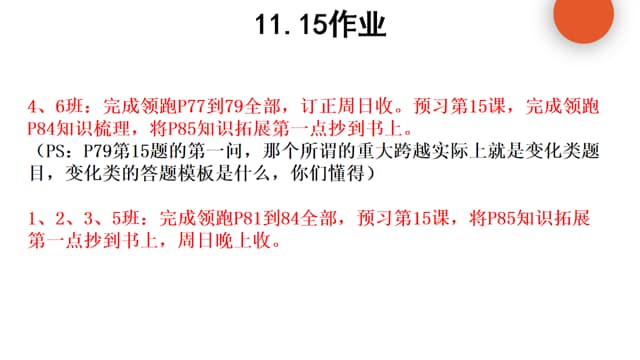 11.15作业
4、6班：完成领跑P77到79全部，订正周日收。预习第15课，完成领跑
P84知识梳理，将P85知识拓展第一点抄到书上。
（PS：P79第15题的第一问，那个所谓的重大跨越实际上就是变化类题
目，变化类的答题模板是什么，你们懂得）
1、2、3、5班：完成领跑P81到84全部，预习第15课，将P85知识拓展
第一点抄到书上，周日晚上收。